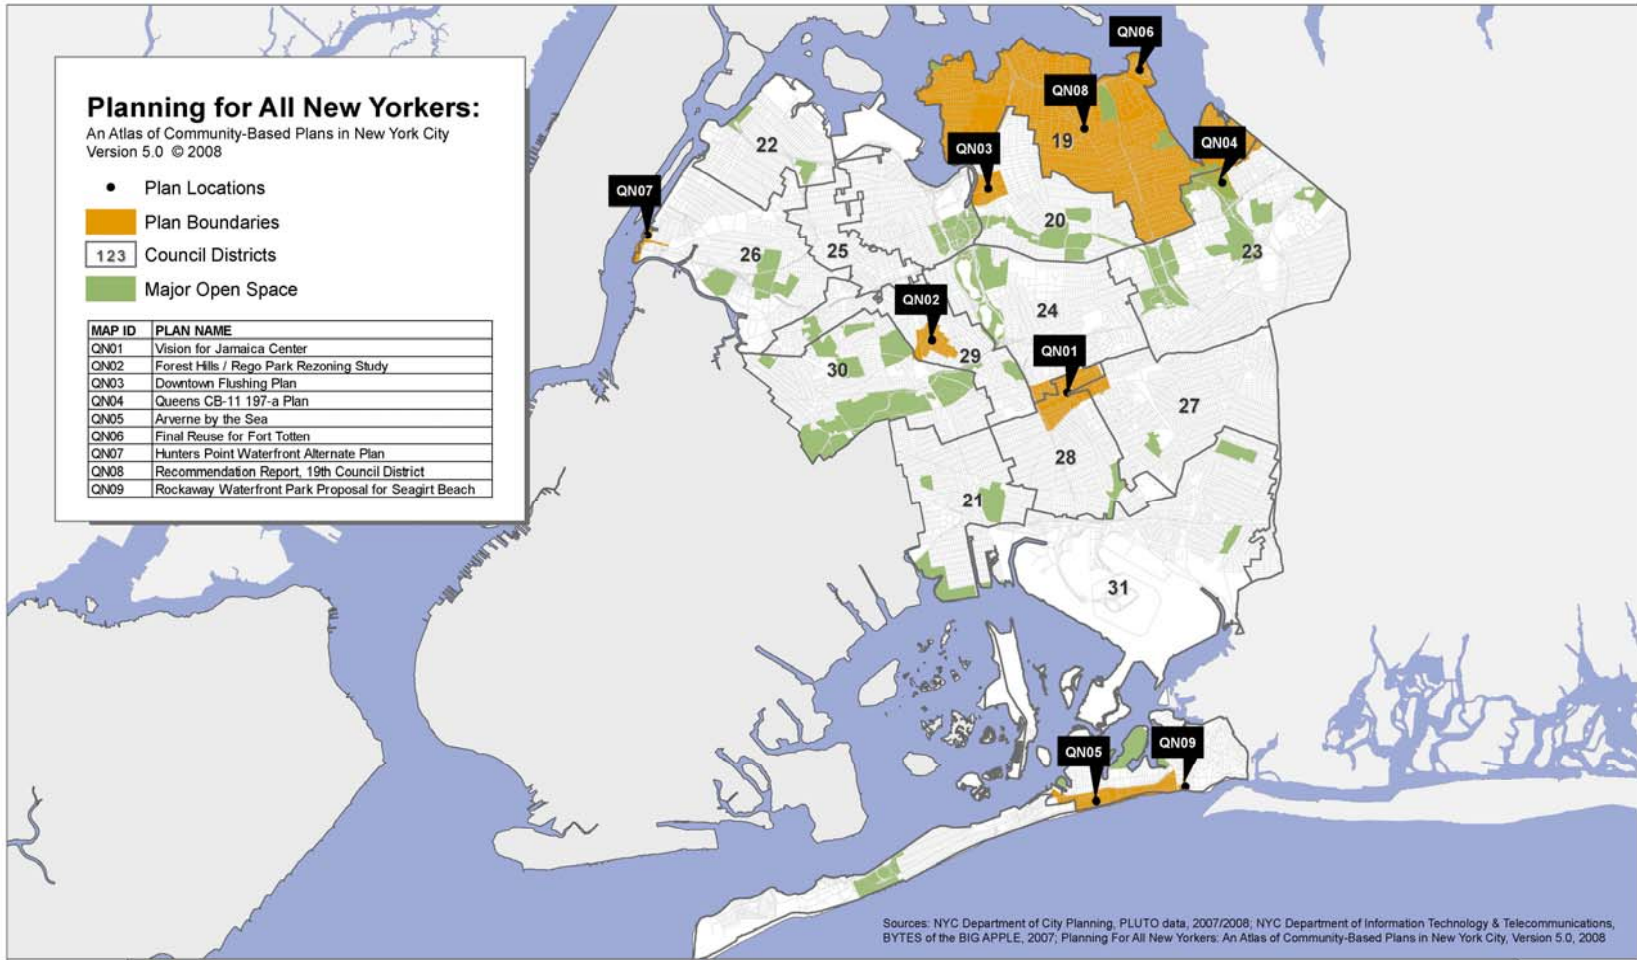 Planning for All New Yorkers:
An Atlas of Community-Based Plans in New York City
Version 5.0 © 2008
Plan Locations
Plan Boundaries
123 Council Districts
Major Open Space
MAP ID PLAN NAME
QN01 Vision for Jamaica Center
QN02 Forest Hills / Rego Park Rezoning Study
QN03 Downtown Flushing Plan
QN04 Queens CB-11 197-a Plan
QN05 Arverne by the Sea
QN06 Final Reuse for Fort Totten
QN07 Hunters Point Waterfront Alternate Plan
QN08 Recommendation Report, 19th Council District
QN09 Rockaway Waterfront Park Proposal for Seagirt Beach
QN06
QN08
19
QN04
QN03
22
QN07
20
23
26
25
QN02
24
QN01
29
30
27
28
21
31
QN05
QN09
Sources: NYC Department of City Planning, PLUTO data, 2007/2008; NYC Department of Information Technology & Telecommunications,
BYTES of the BIG APPLE, 2007; Planning For All New Yorkers: An Atlas of Community-Based Plans in New York City, Version 5.0, 2008